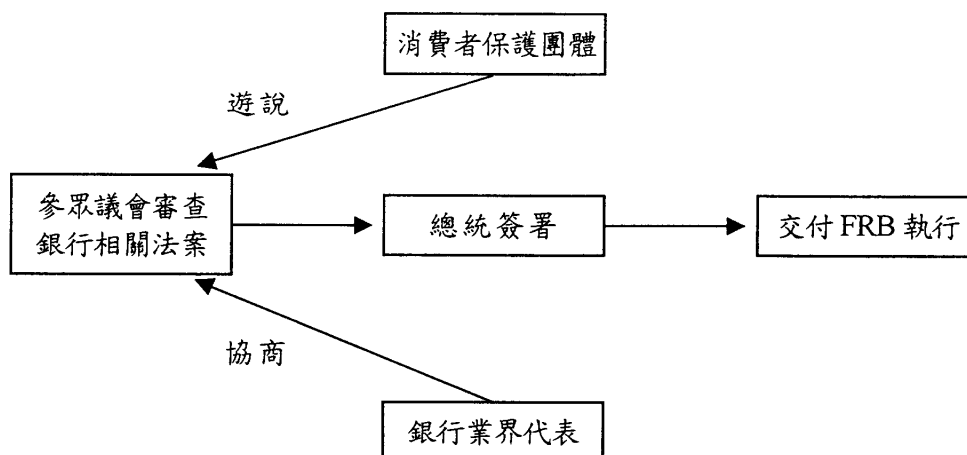 消費者保護團體
遊說
參眾議會審查
銀行相關法案
總統簽署
交付 FRB 執行
協商
銀行業界代表